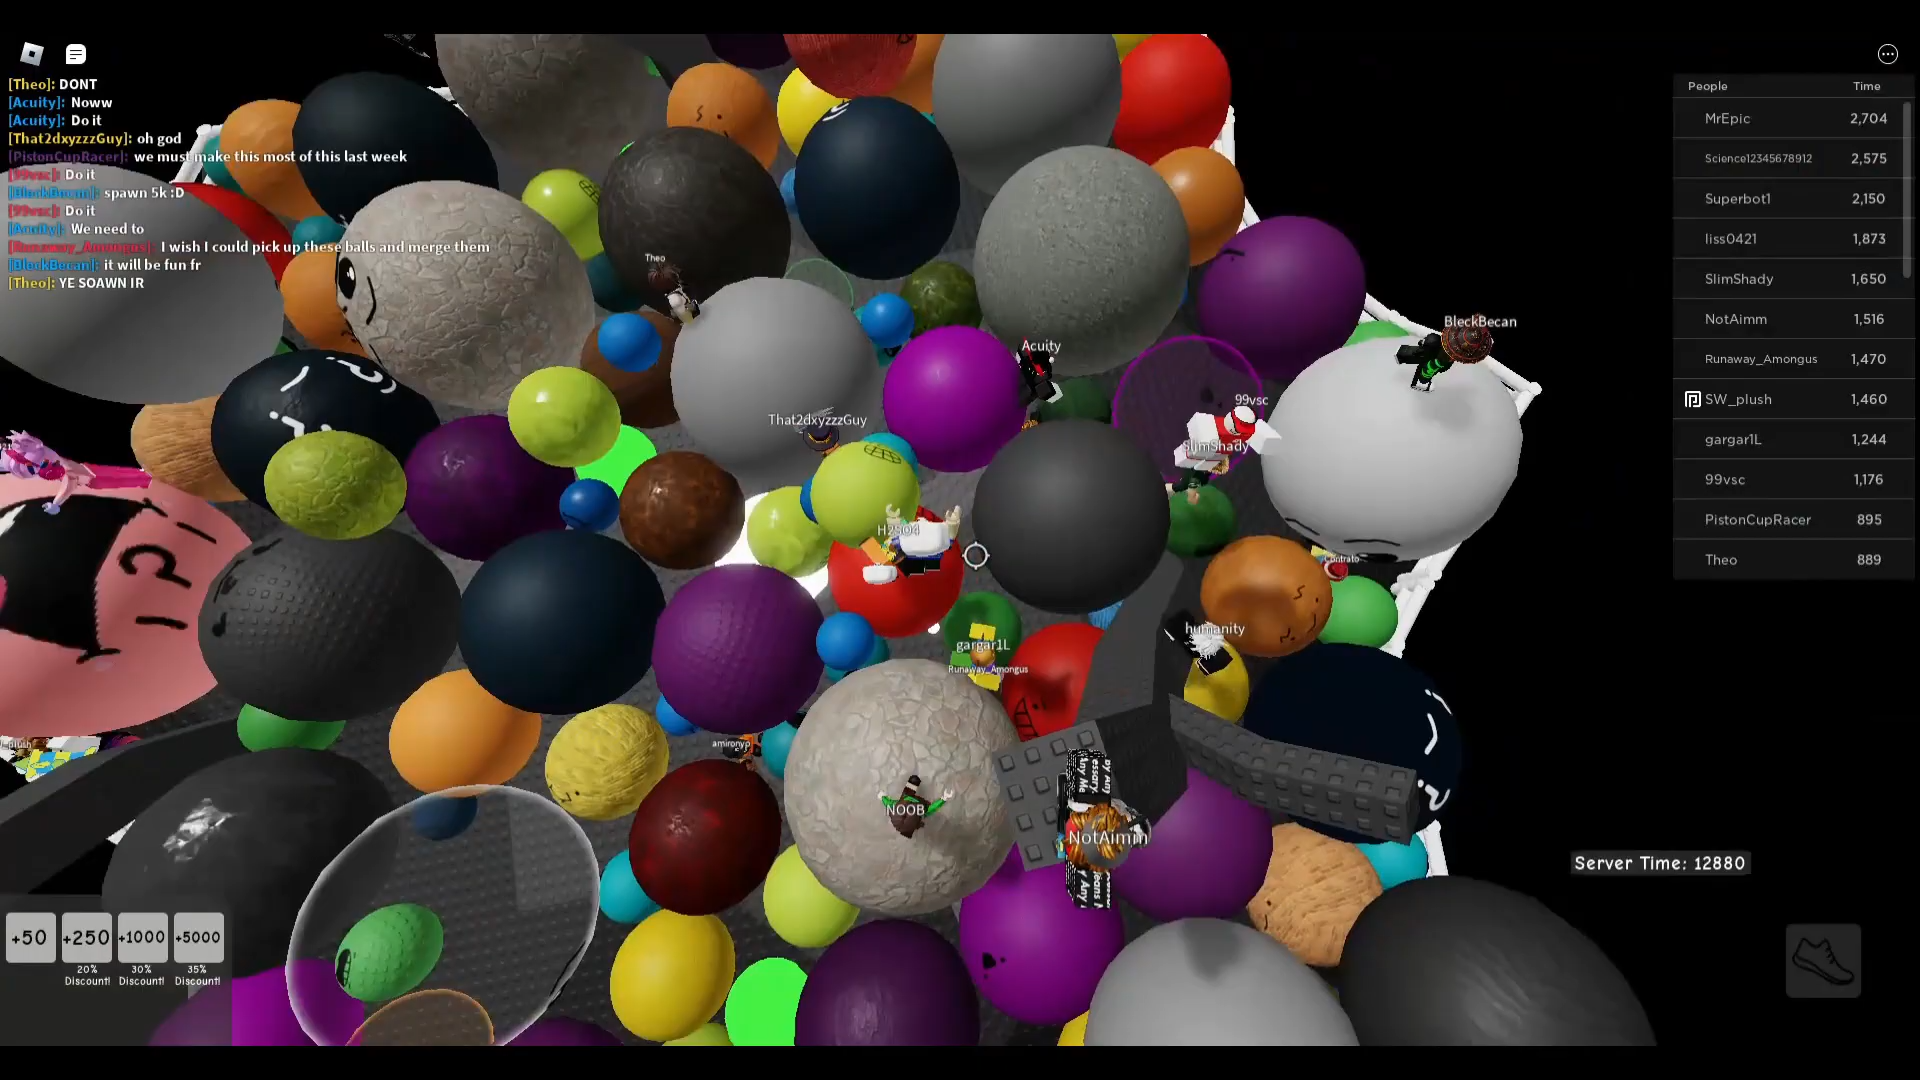 [Theo]: DONT
[Acuity]: Noww
[Acuity]: Do it
[That2dxyzzzGuy]: oh god
[PistonCupRacer]: we must make this most of this last week
[99vsc]: Do it
[BleckBecan]: spawn 5k :D
[99vsc]: Do it
[Acuity]: We need to
[Runaway_Amongus]: I wish I could pick up these balls and merge them
[BleckBecan]: it will be fun fr
[Theo]: YE SOAWN IR
People Time
MrEpic 2,704
Science12345678912 2,575
Superbot1 2,150
liss0421 1,873
SlimShady 1,650
NotAimm 1,516
Runaway_Amongus 1,470
SW_plush 1,460
gargar1L 1,244
99vsc 1,176
PistonCupRacer 895
Theo 889
Theo
BleckBecan
Acuity
99vsc
That2dxyzzzGuy
SlimShady
H2SO4
Contrato
humanity
gargar1L
Runaway_Amongus
amironyp
NOOB
NotAimm
Server Time: 12880
+50 +250 +1000 +5000
20% 30% 35%
Discount! Discount! Discount!